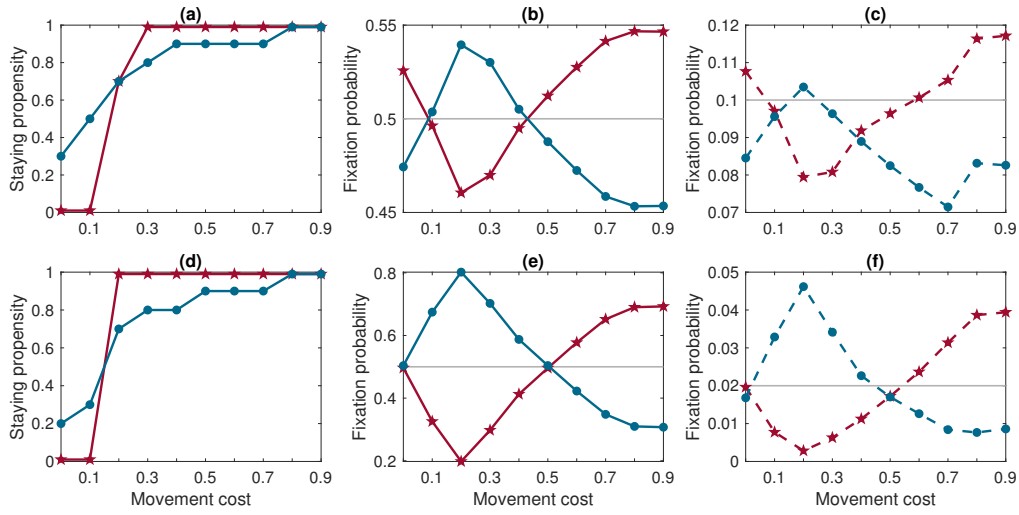 (a) (b) (c)
Staying propensity
1
0.8
0.6
0.4
0.2
0
0.1 0.3 0.5 0.7 0.9
Fixation probability
0.55
0.5
0.45
0.1 0.3 0.5 0.7 0.9
Fixation probability
0.12
0.11
0.1
0.09
0.08
0.07
0.1 0.3 0.5 0.7 0.9
(d) (e) (f)
Staying propensity
1
0.8
0.6
0.4
0.2
0
0.1 0.3 0.5 0.7 0.9
Movement cost
Fixation probability
0.8
0.6
0.4
0.2
0.1 0.3 0.5 0.7 0.9
Movement cost
Fixation probability
0.05
0.04
0.03
0.02
0.01
0
0.1 0.3 0.5 0.7 0.9
Movement cost